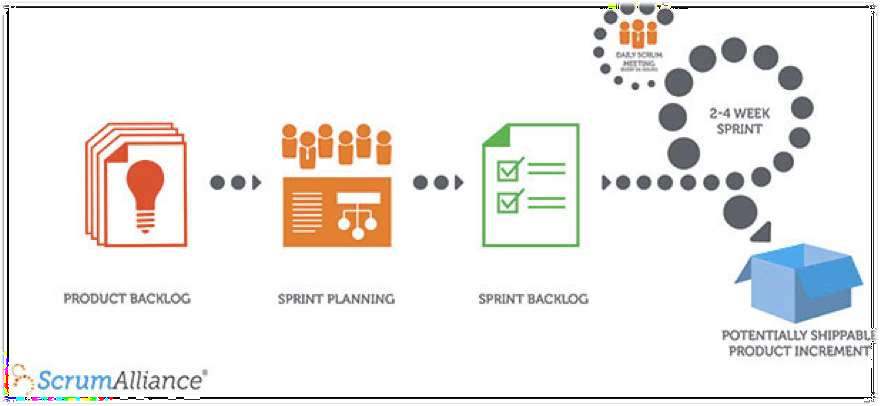 DAILY SCRUM
MEETING
2-4 WEEK
SPRINT
PRODUCT BACKLOG
SPRINT PLANNING
SPRINT BACKLOG
POTENTIALLY SHIPPABLE
PRODUCT INCREMENT
ScrumAlliance®